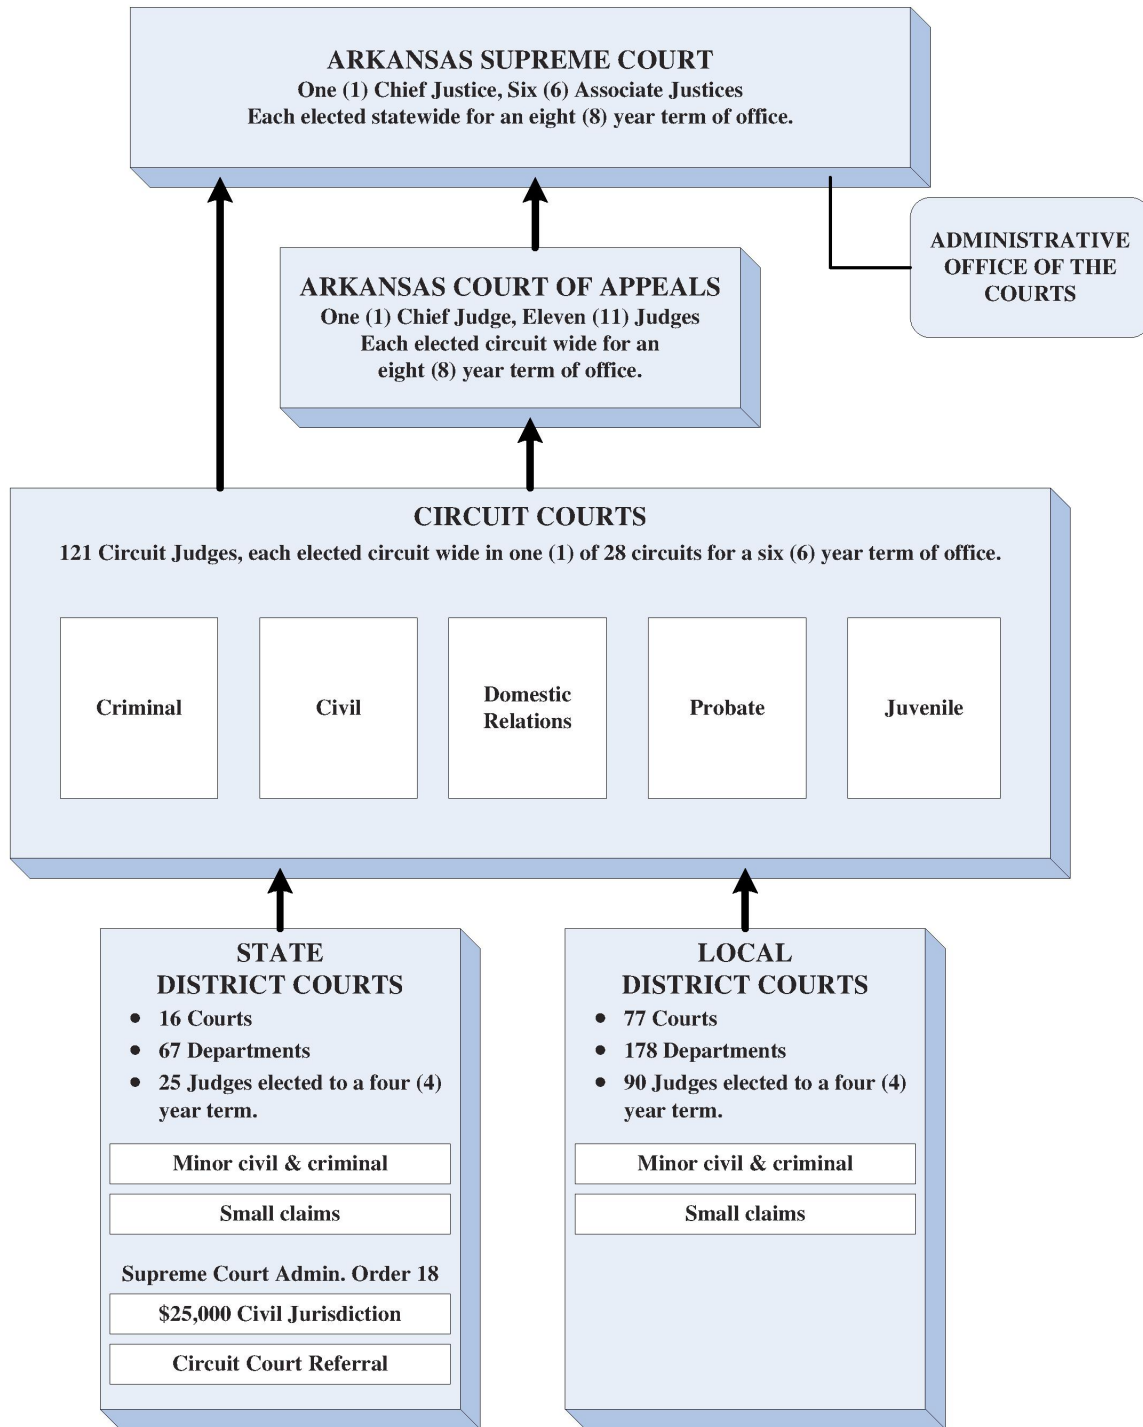 ARKANSAS SUPREME COURT
One (1) Chief Justice, Six (6) Associate Justices
Each elected statewide for an eight (8) year term of office.
ADMINISTRATIVE
OFFICE OF THE
COURTS
ARKANSAS COURT OF APPEALS
One (1) Chief Judge, Eleven (11) Judges
Each elected circuit wide for an
eight (8) year term of office.
CIRCUIT COURTS
121 Circuit Judges, each elected circuit wide in one (1) of 28 circuits for a six (6) year term of office.
Criminal
Civil
Domestic
Relations
Probate
Juvenile
STATE
DISTRICT COURTS
• 16 Courts
• 67 Departments
• 25 Judges elected to a four (4)
year term.
Minor civil & criminal
Small claims
Supreme Court Admin. Order 18
$25,000 Civil Jurisdiction
Circuit Court Referral
LOCAL
DISTRICT COURTS
• 77 Courts
• 178 Departments
• 90 Judges elected to a four (4)
year term.
Minor civil & criminal
Small claims